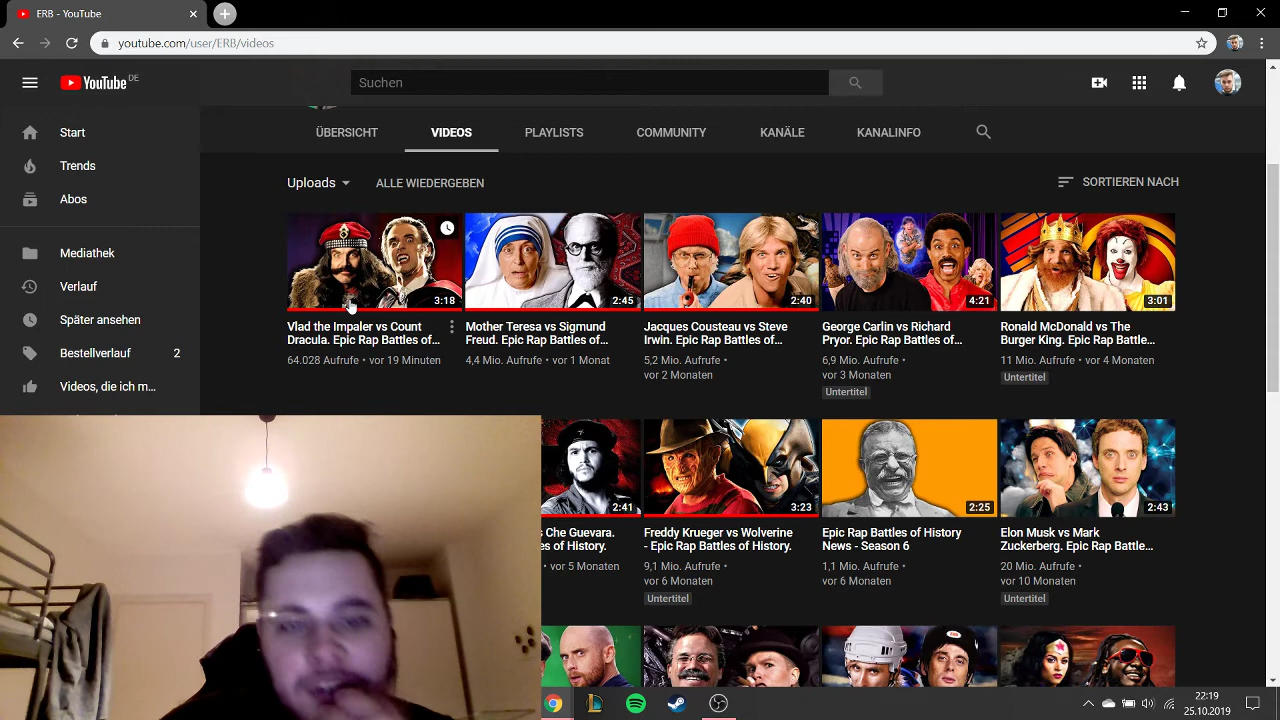 ERB - YouTube
youtube.com/user/ERB/videos
YouTube DE
Suchen
Start
Trends
Abos
Mediathek
Verlauf
Später ansehen
Bestellverlauf 2
Videos, die ich m...
ÜBERSICHT VIDEOS PLAYLISTS COMMUNITY KANÄLE KANALINFO
Uploads ALLE WIEDERGEBEN SORTIEREN NACH
3:18
Vlad the Impaler vs Count
Dracula. Epic Rap Battles of...
64.028 Aufrufe • vor 19 Minuten
2:45
Mother Teresa vs Sigmund
Freud. Epic Rap Battles of...
4,4 Mio. Aufrufe • vor 1 Monat
2:40
Jacques Cousteau vs Steve
Irwin. Epic Rap Battles of...
5,2 Mio. Aufrufe •
vor 2 Monaten
4:21
George Carlin vs Richard
Pryor. Epic Rap Battles of...
6,9 Mio. Aufrufe •
vor 3 Monaten
Untertitel
3:01
Ronald McDonald vs The
Burger King. Epic Rap Battle...
11 Mio. Aufrufe • vor 4 Monaten
Untertitel
2:41
s Che Guevara.
es of History.
• vor 5 Monaten
3:23
Freddy Krueger vs Wolverine
- Epic Rap Battles of History.
9,1 Mio. Aufrufe •
vor 6 Monaten
Untertitel
2:25
Epic Rap Battles of History
News - Season 6
1,1 Mio. Aufrufe •
vor 6 Monaten
2:43
Elon Musk vs Mark
Zuckerberg. Epic Rap Battle...
20 Mio. Aufrufe •
vor 10 Monaten
Untertitel
22:19
25.10.2019